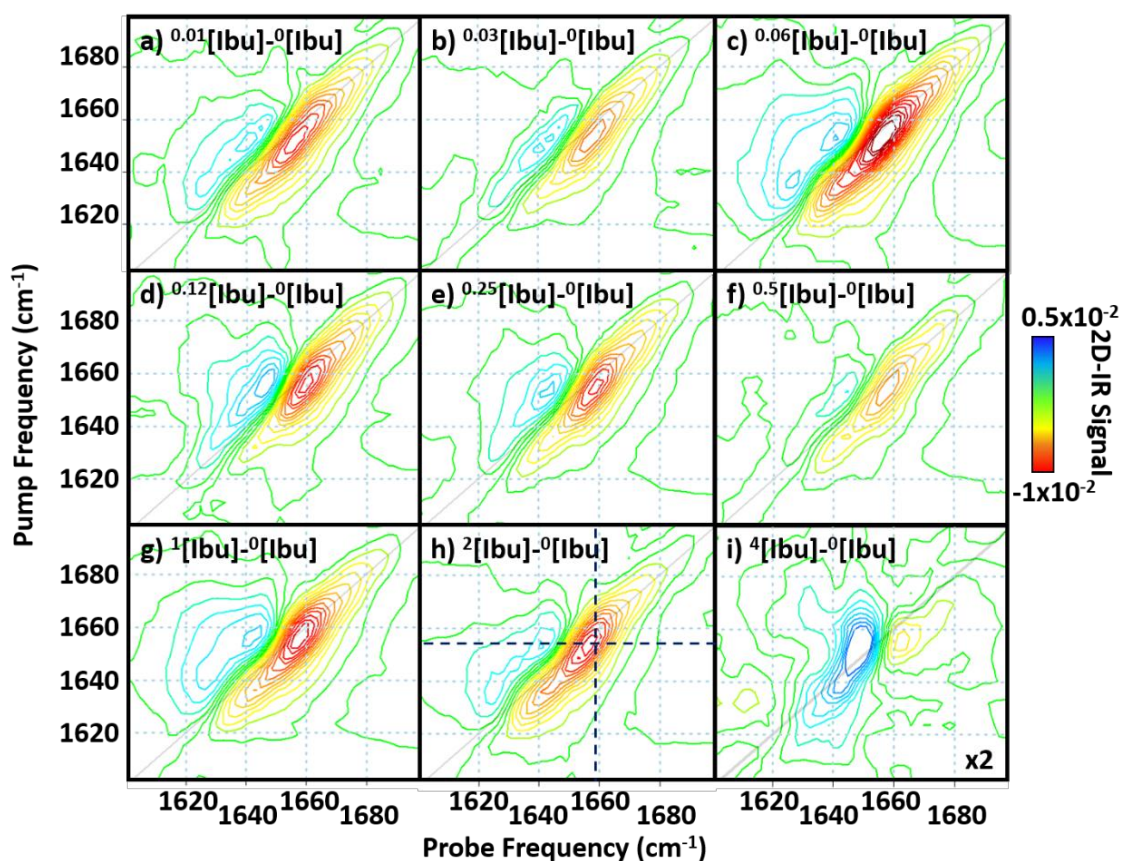 a) ⁰·⁰¹[Ibu]-⁰[Ibu]
b) ⁰·⁰³[Ibu]-⁰[Ibu]
c) ⁰·⁰⁶[Ibu]-⁰[Ibu]
1680
1660
1640
1620
d) ⁰·¹²[Ibu]-⁰[Ibu]
e) ⁰·²⁵[Ibu]-⁰[Ibu]
f) ⁰·⁵[Ibu]-⁰[Ibu]
1680
1660
1640
1620
g) ¹[Ibu]-⁰[Ibu]
h) ²[Ibu]-⁰[Ibu]
i) ⁴[Ibu]-⁰[Ibu]
1680
1660
1640
1620
x2
Pump Frequency (cm⁻¹)
1620 1660
1640 1680
1620 1660
1640 1680
1620 1660
1640 1680
Probe Frequency (cm⁻¹)
0.5x10⁻²
2D-IR Signal
-1x10⁻²